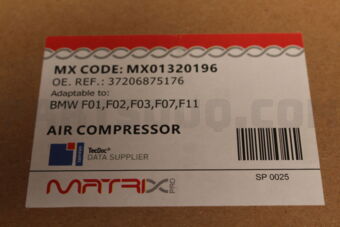 MX CODE: MX01320196
OE. REF.: 37206875176
Adaptable to:
BMW F01,F02,F03,F07,F11
AIR COMPRESSOR
TecDoc®
DATA SUPPLIER
MATRIX PRO
SP 0025